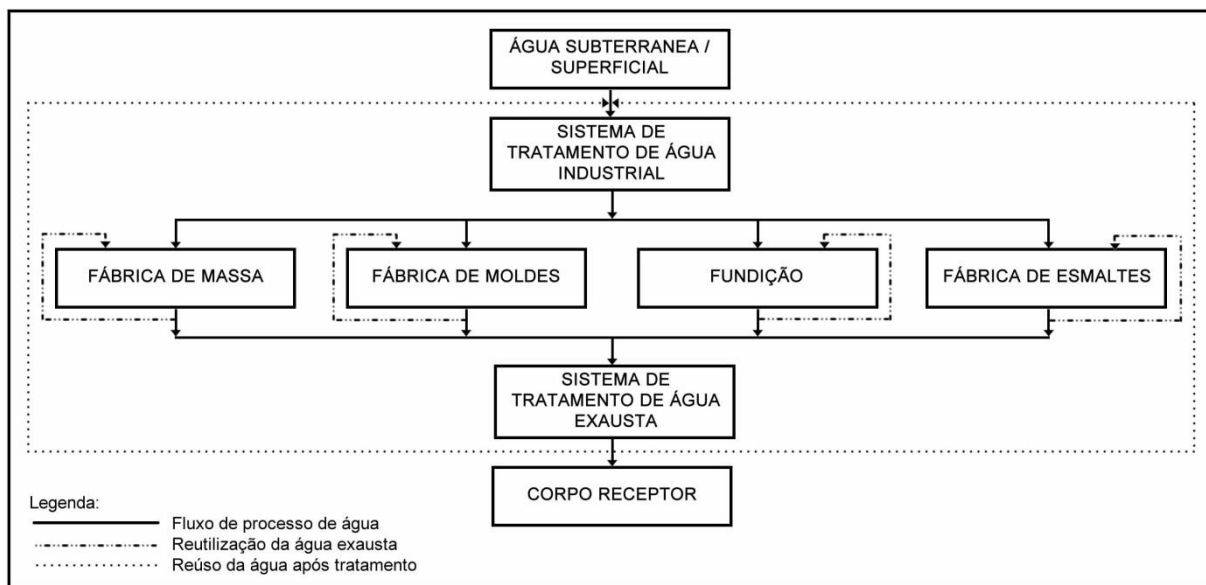 ÁGUA SUBTERRANEA /
SUPERFICIAL
SISTEMA DE
TRATAMENTO DE ÁGUA
INDUSTRIAL
FÁBRICA DE MASSA
FÁBRICA DE MOLDES
FUNDIÇÃO
FÁBRICA DE ESMALTES
SISTEMA DE
TRATAMENTO DE ÁGUA
EXAUSTA
CORPO RECEPTOR
Legenda:
Fluxo de processo de água
Reutilização da água exausta
Reúso da água após tratamento